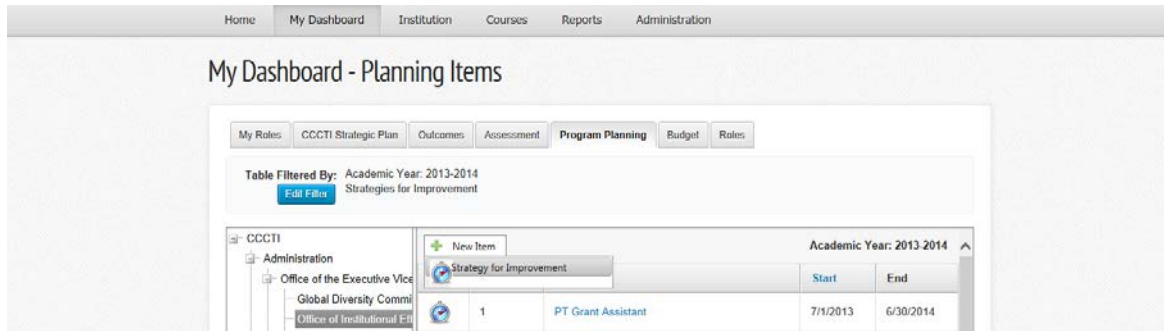 Home My Dashboard Institution Courses Reports Administration
My Dashboard - Planning Items
My Roles CCCTI Strategic Plan Outcomes Assessment Program Planning Budget Roles
Table Filtered By: Academic Year: 2013-2014
Edit Filter Strategies for Improvement
CCCTI
Administration
Office of the Executive Vice
Global Diversity Commi
Office of Institutional Eff
New Item Academic Year: 2013-2014
Strategy for Improvement
Start End
1 PT Grant Assistant 7/1/2013 6/30/2014